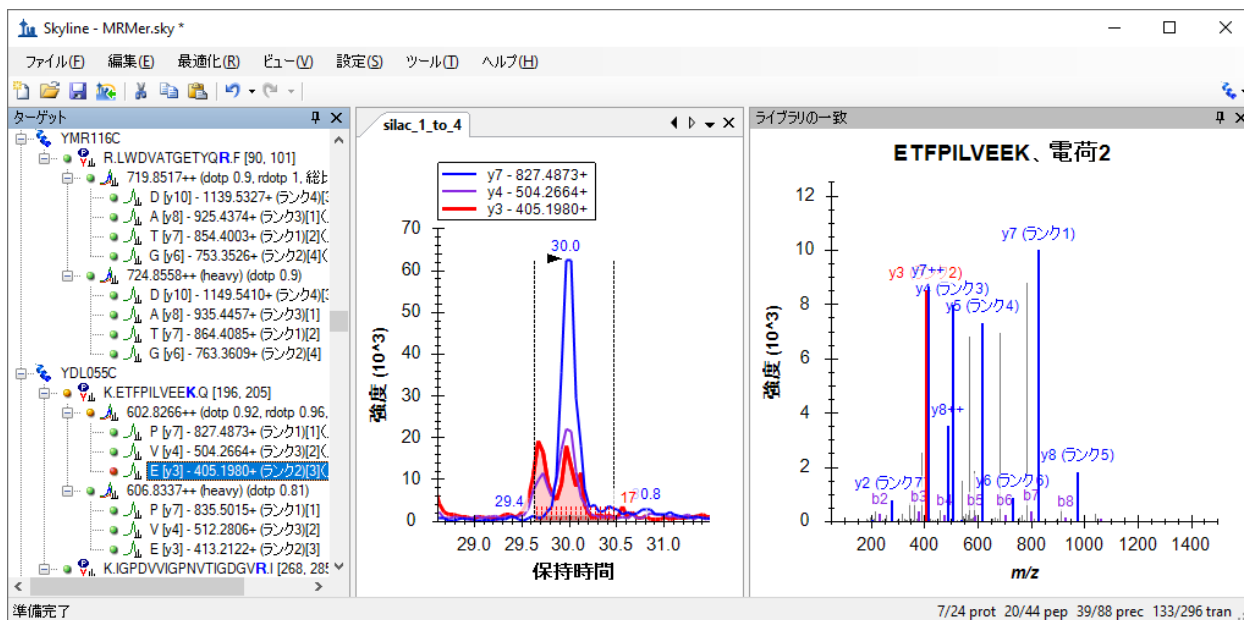 Skyline - MRMer.sky *
ファイル(F) 編集(E) 最適化(R) ビュー(V) 設定(S) ツール(T) ヘルプ(H)
ターゲット
YMR116C
R.LWDVATGETYQR.F [90, 101]
719.8517++ (dotp 0.9, rdotp 1, 総比
D [y10] - 1139.5327+ (ランク4)[3
A [y8] - 925.4374+ (ランク3)[1](
T [y7] - 854.4003+ (ランク1)[2](
G [y6] - 753.3526+ (ランク2)[4](
724.8558++ (heavy) (dotp 0.9)
D [y10] - 1149.5410+ (ランク4)[3
A [y8] - 935.4457+ (ランク3)[1]
T [y7] - 864.4085+ (ランク1)[2]
G [y6] - 763.3609+ (ランク2)[4]
YDL055C
K.ETFPILVEEK.Q [196, 205]
602.8266++ (dotp 0.92, rdotp 0.96,
P [y7] - 827.4873+ (ランク1)[1](
V [y4] - 504.2664+ (ランク3)[2](
E [y3] - 405.1980+ (ランク2)[3](
606.8337++ (heavy) (dotp 0.81)
P [y7] - 835.5015+ (ランク1)[1]
V [y4] - 512.2806+ (ランク3)[2]
E [y3] - 413.2122+ (ランク2)[3]
K.IGPDVVIGPNVTIGDGVR.I [268, 285
silac_1_to_4
y7 - 827.4873+
y4 - 504.2664+
y3 - 405.1980+
強度 (10^3)
70
60
50
40
30
20
10
0
30.0
29.4
17
0.8
29.0 29.5 30.0 30.5 31.0
保持時間
ライブラリの一致
ETFPILVEEK、電荷2
強度 (10^3)
12
10
8
6
4
2
0
y7 (ランク1)
y7++
y3
2)
y4 (ランク3)
y5 (ランク4)
y8++
y8 (ランク5)
y2 (ランク7)
y6 (ランク6)
b2
b3
b4
b5
b6
b7
b8
200 400 600 800 1000 1200 1400
m/z
準備完了
7/24 prot 20/44 pep 39/88 prec 133/296 tran